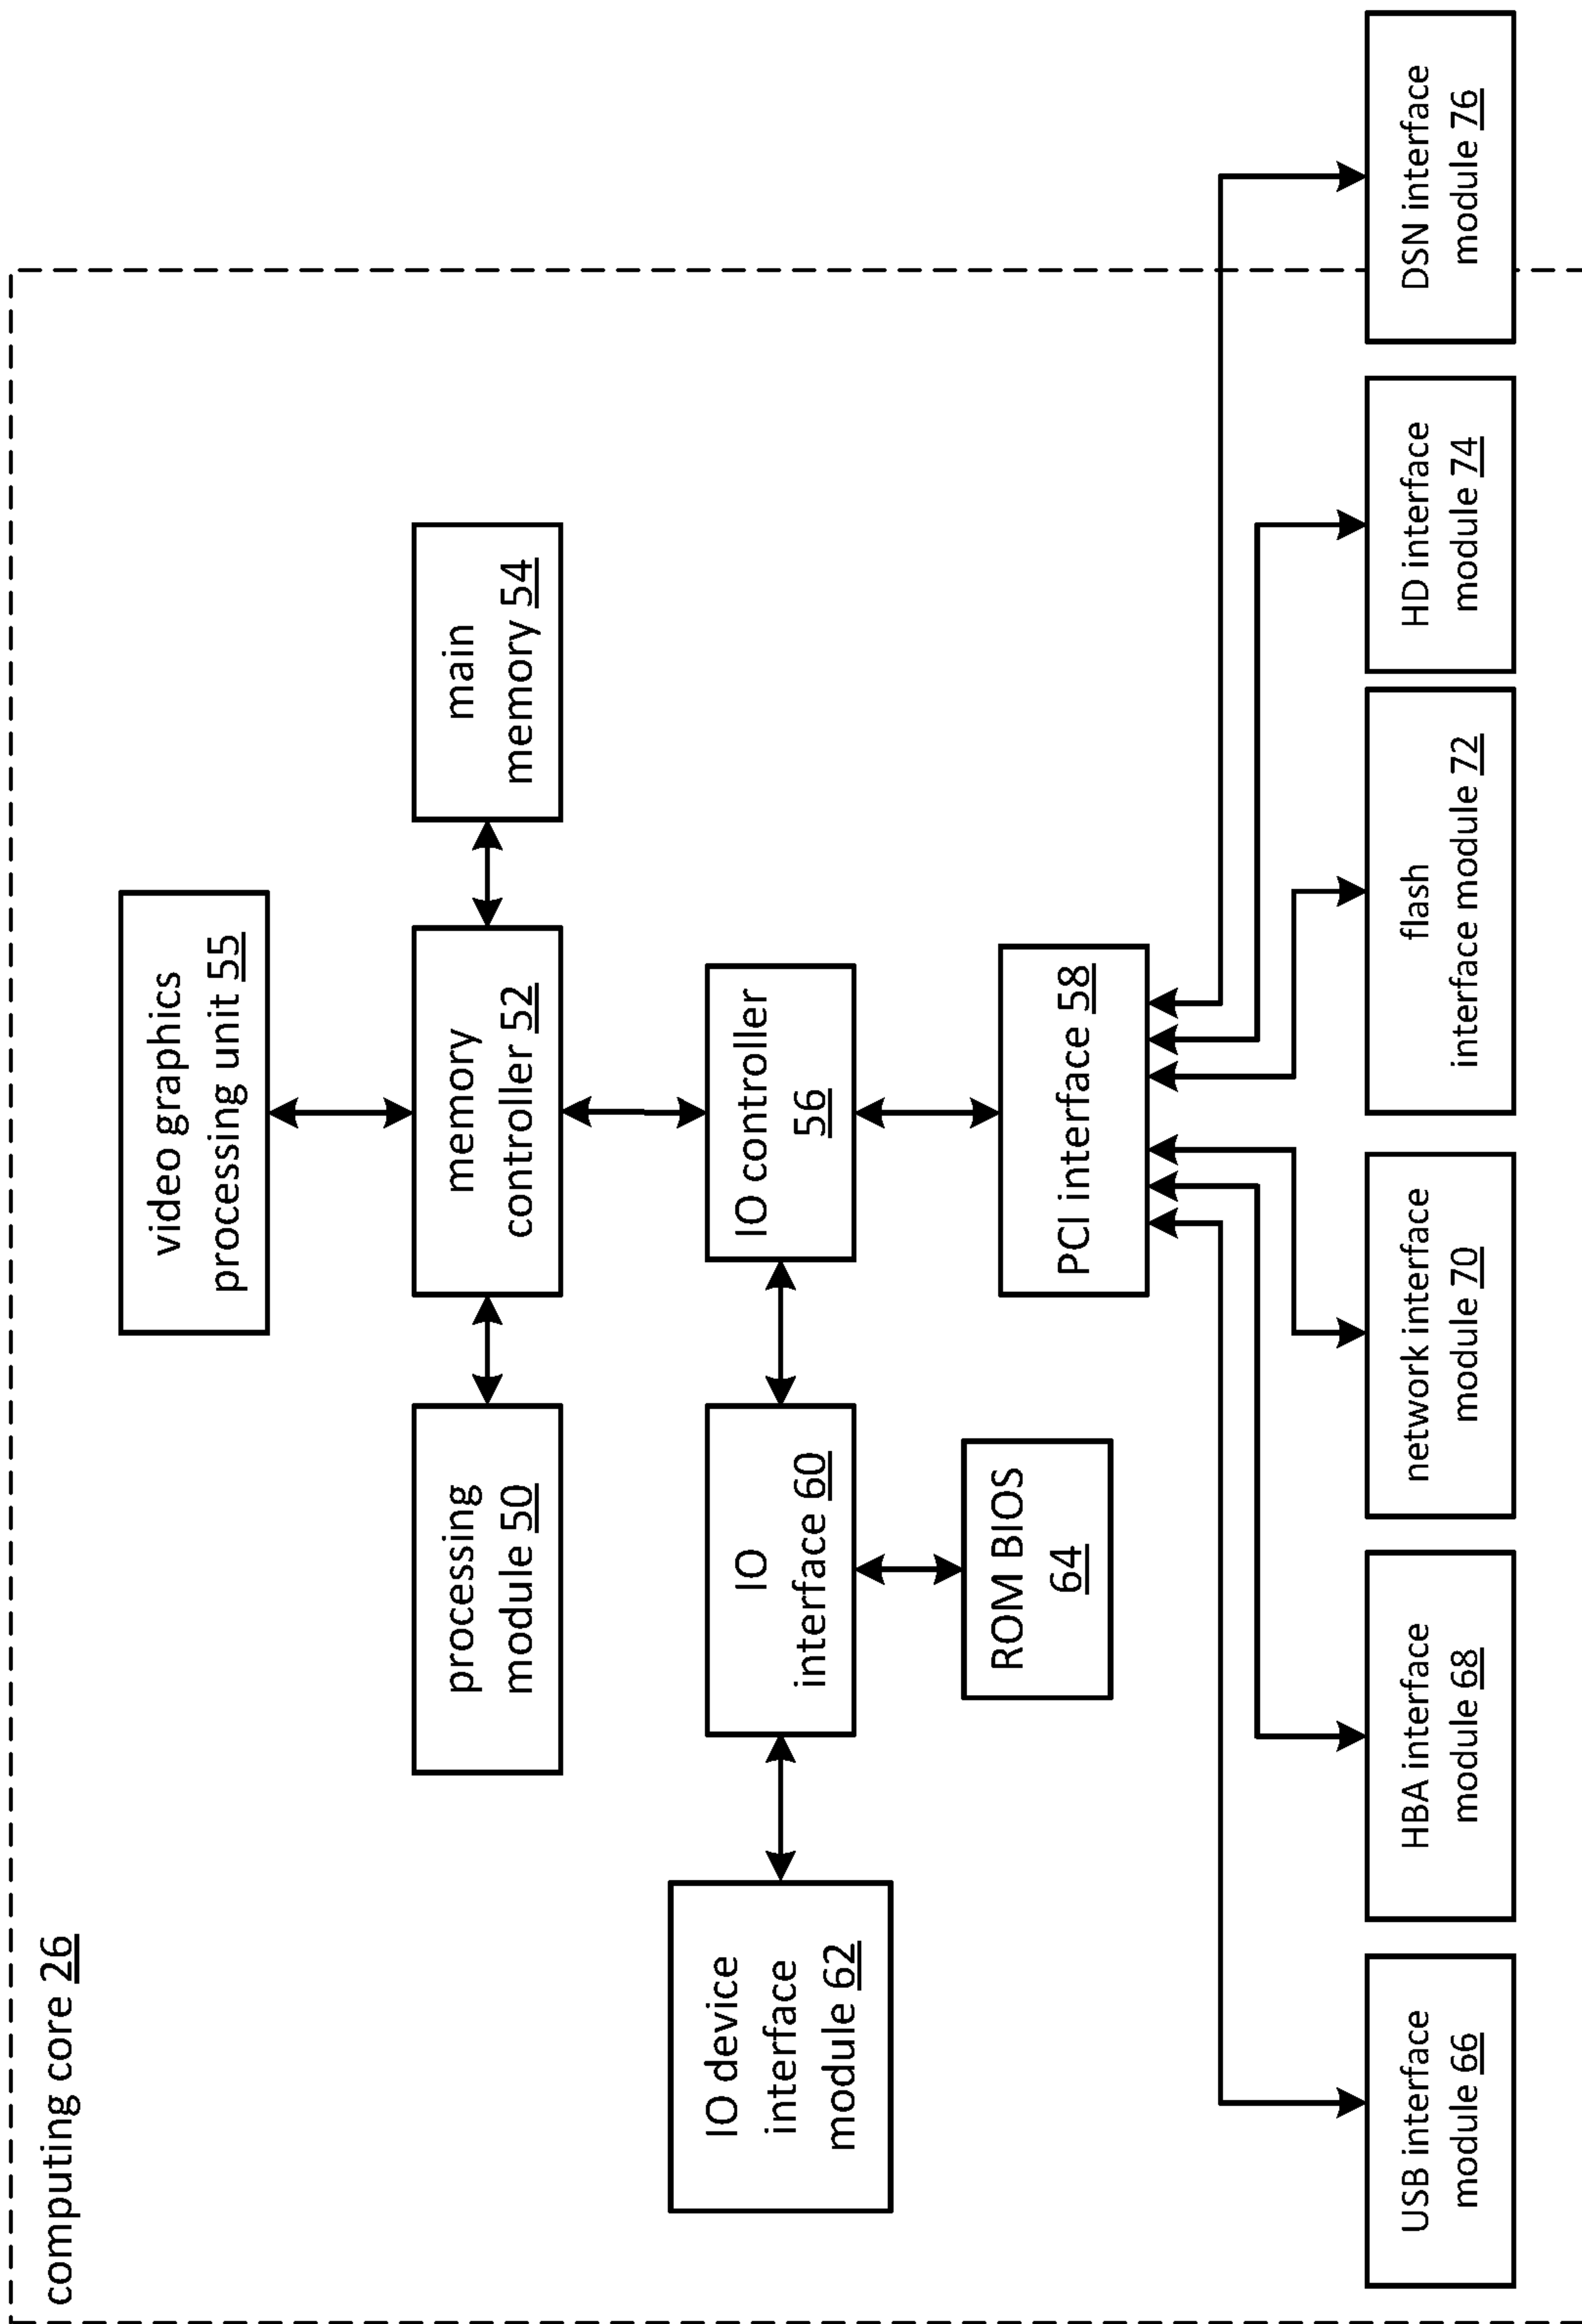 computing core 26
video graphics
processing unit 55
processing
module 50
memory
controller 52
main
memory 54
IO device
interface
module 62
IO
interface 60
IO controller
56
ROM BIOS
64
PCI interface 58
USB interface
module 66
HBA interface
module 68
network interface
module 70
flash
interface module 72
HD interface
module 74
DSN interface
module 76